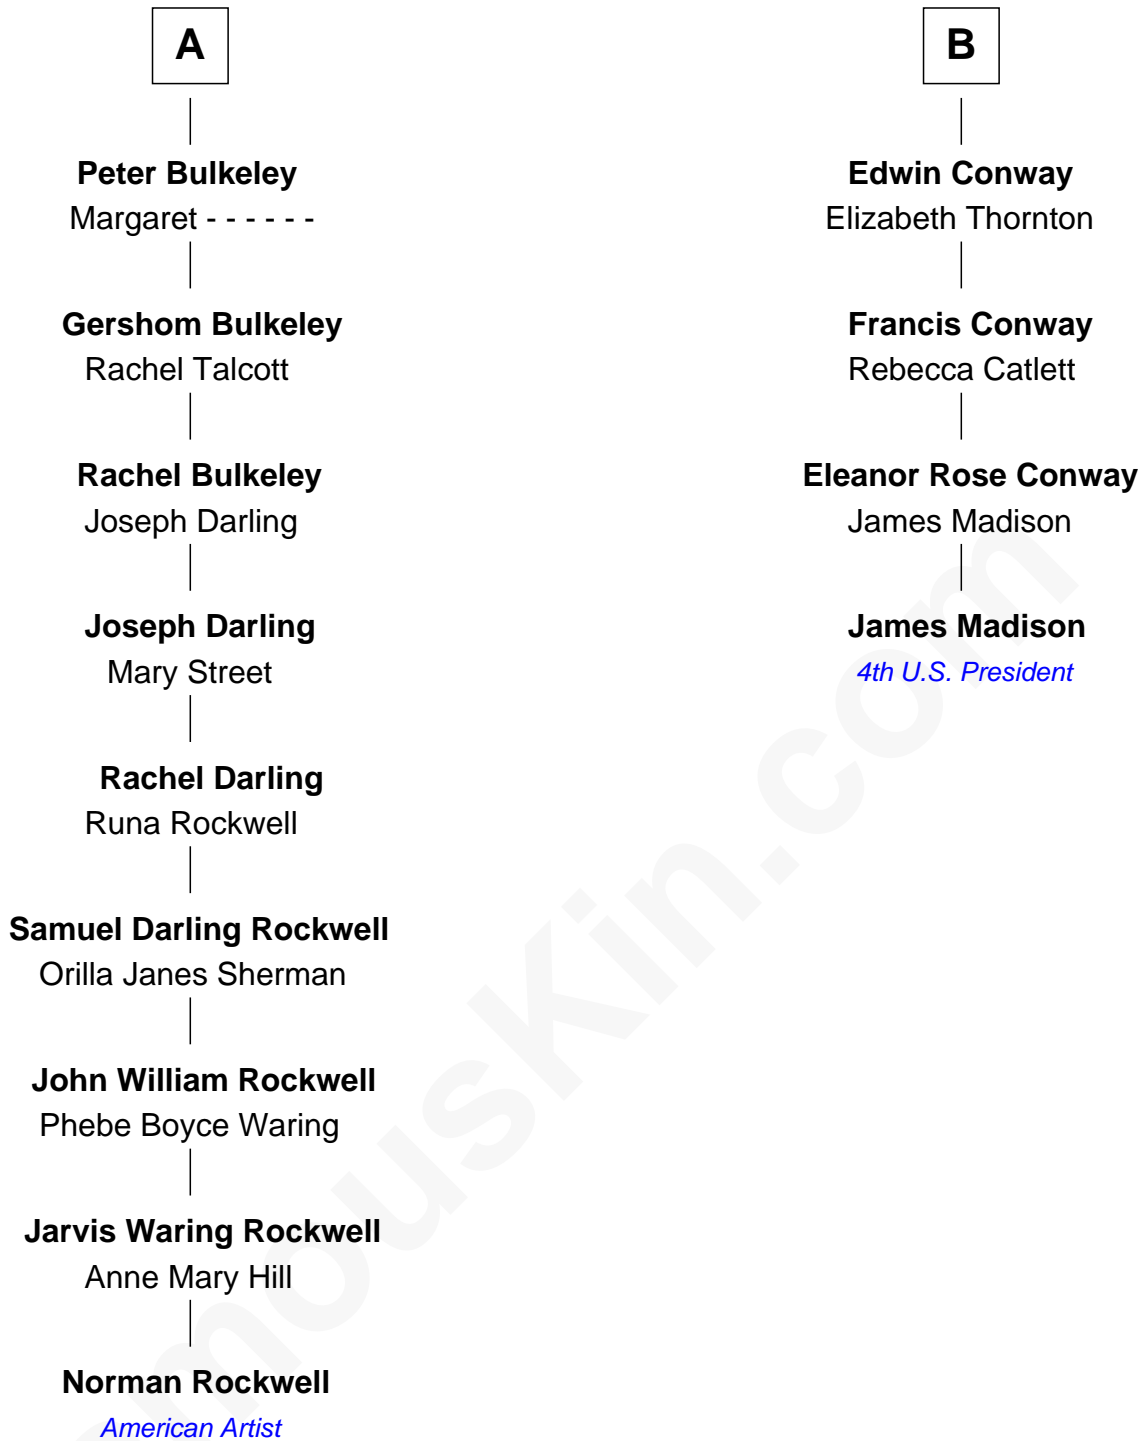 A
Peter Bulkeley
Margaret - - - - - -
Gershom Bulkeley
Rachel Talcott
Rachel Bulkeley
Joseph Darling
Joseph Darling
Mary Street
Rachel Darling
Runa Rockwell
Samuel Darling Rockwell
Orilla Janes Sherman
John William Rockwell
Phebe Boyce Waring
Jarvis Waring Rockwell
Anne Mary Hill
Norman Rockwell
American Artist
B
Edwin Conway
Elizabeth Thornton
Francis Conway
Rebecca Catlett
Eleanor Rose Conway
James Madison
James Madison
4th U.S. President
mouskin.com